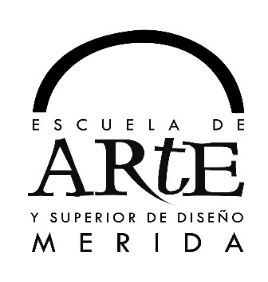 ESCUELA DE
ARtE
Y SUPERIOR DE DISEÑO
MERIDA